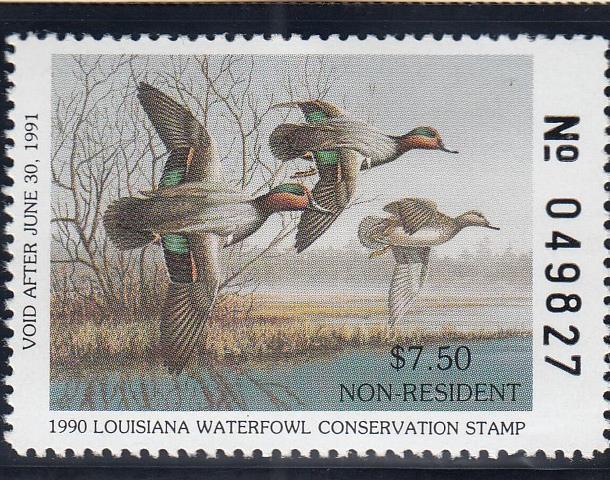 VOID AFTER JUNE 30, 1991
$7.50
NON-RESIDENT
1990 LOUISIANA WATERFOWL CONSERVATION STAMP
No 049827